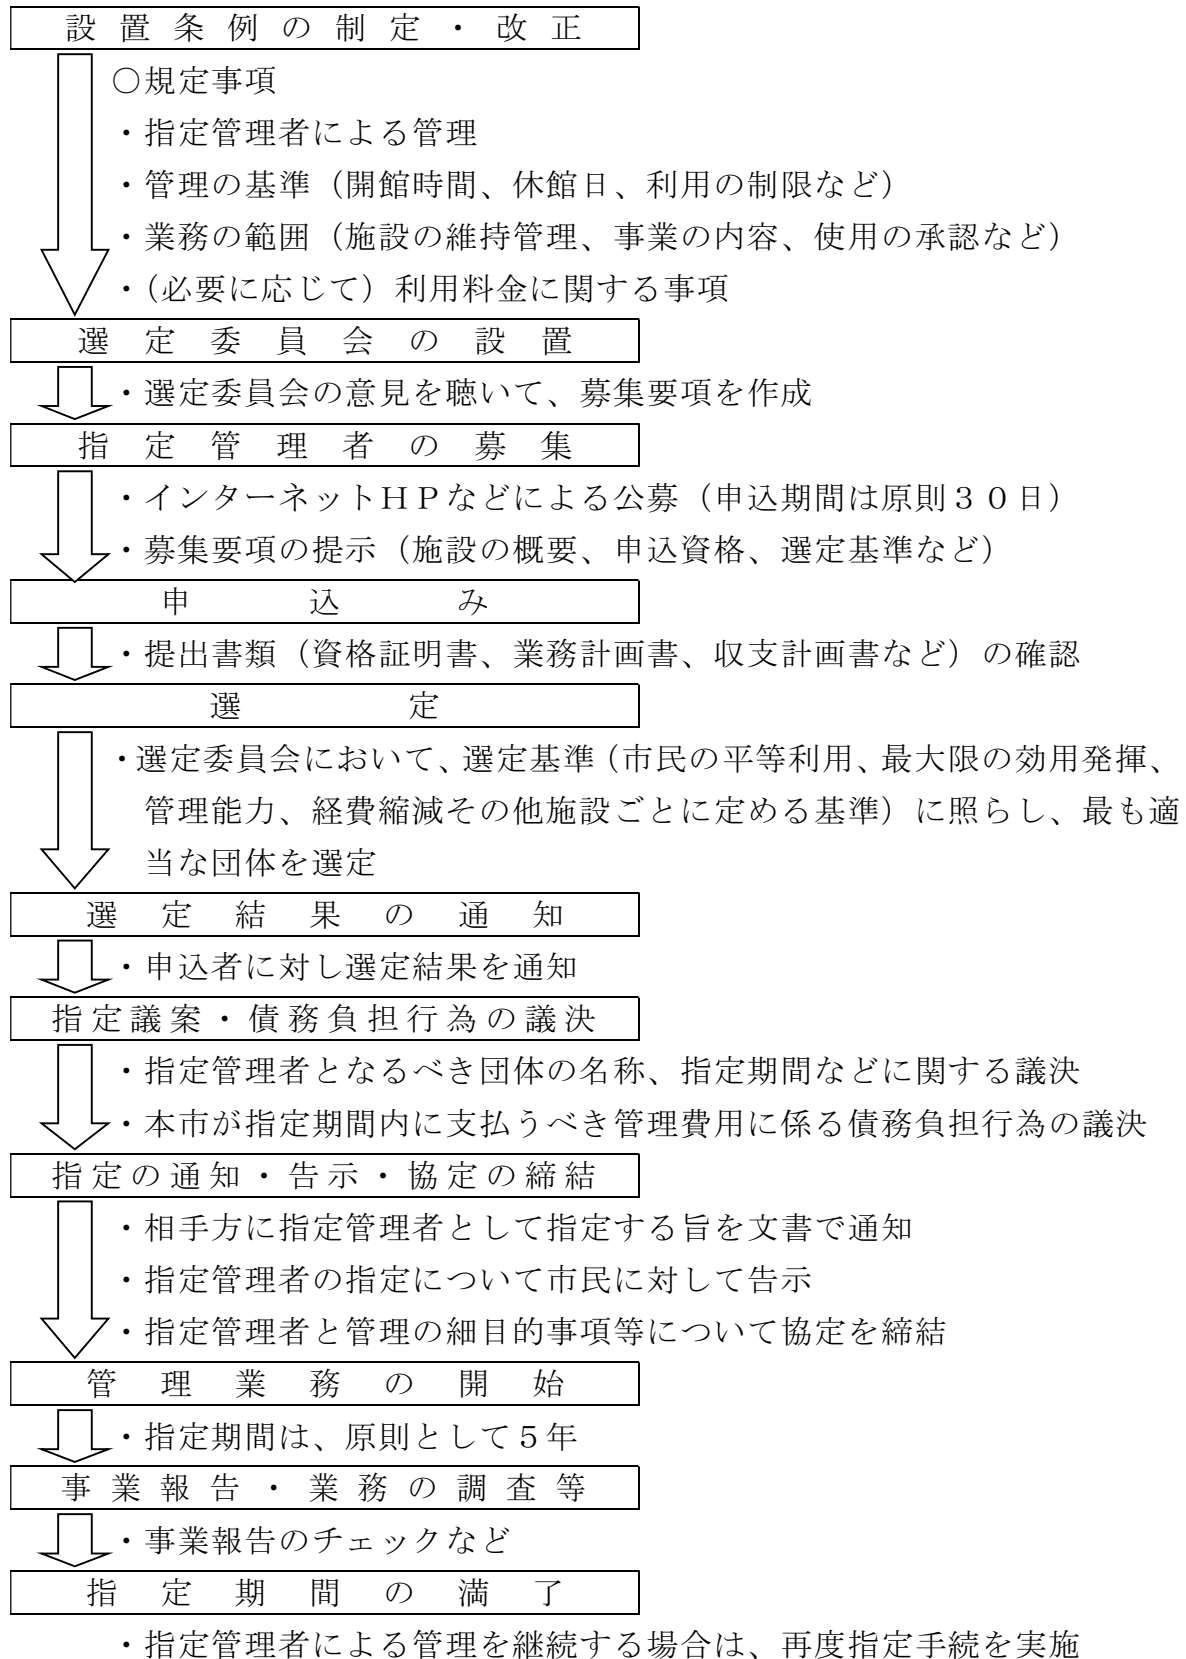 設置条例の制定・改正
○規定事項
・指定管理者による管理
・管理の基準（開館時間、休館日、利用の制限など）
・業務の範囲（施設の維持管理、事業の内容、使用の承認など）
・（必要に応じて）利用料金に関する事項
選定委員会の設置
・選定委員会の意見を聴いて、募集要項を作成
指定管理者の募集
・インターネットＨＰなどによる公募（申込期間は原則３０日）
・募集要項の提示（施設の概要、申込資格、選定基準など）
申込み
・提出書類（資格証明書、業務計画書、収支計画書など）の確認
選定
・選定委員会において、選定基準（市民の平等利用、最大限の効用発揮、
管理能力、経費縮減その他施設ごとに定める基準）に照らし、最も適
当な団体を選定
選定結果の通知
・申込者に対し選定結果を通知
指定議案・債務負担行為の議決
・指定管理者となるべき団体の名称、指定期間などに関する議決
・本市が指定期間内に支払うべき管理費用に係る債務負担行為の議決
指定の通知・告示・協定の締結
・相手方に指定管理者として指定する旨を文書で通知
・指定管理者の指定について市民に対して告示
・指定管理者と管理の細目的事項等について協定を締結
管理業務の開始
・指定期間は、原則として５年
事業報告・業務の調査等
・事業報告のチェックなど
指定期間の満了
・指定管理者による管理を継続する場合は、再度指定手続を実施